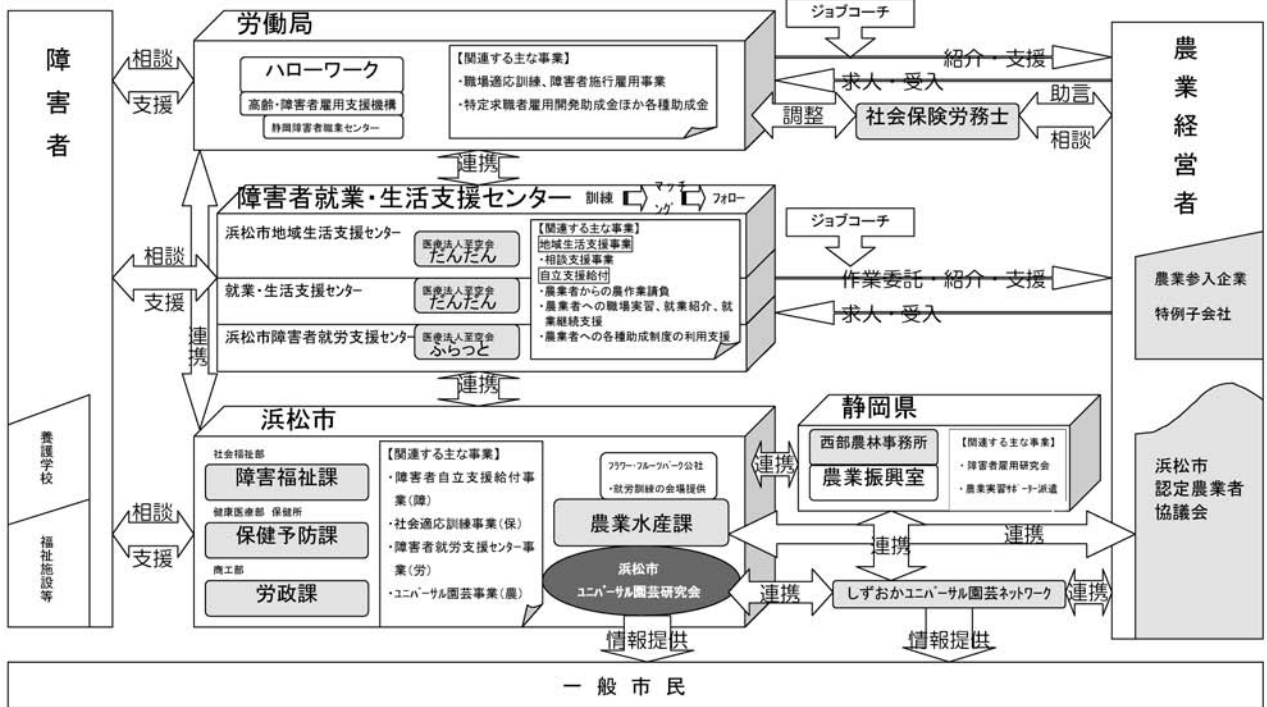 障害者
養護学校
福祉施設等
相談
支援
相談
支援
相談
支援
連携
労働局
ハローワーク
高齢・障害者雇用支援機構
静岡障害者職業センター
【関連する主な事業】
・職場適応訓練、障害者施行雇用事業
・特定求職者雇用開発助成金ほか各種助成金
ジョブコーチ
紹介・支援
求人・受入
調整
社会保険労務士
助言
相談
連携
障害者就業・生活支援センター
訓練
マッチ
ング
フォロー
浜松市地域生活支援センター
医療法人至空会
だんだん
就業・生活支援センター
医療法人至空会
だんだん
浜松市障害者就労支援センター
医療法人至空会
ふらっと
【関連する主な事業】
地域生活支援事業
・相談支援事業
自立支援給付
・農業者からの農作業請負
・農業者への職場実習、就業紹介、就
業継続支援
・農業者への各種助成制度の利用支援
ジョブコーチ
作業委託・紹介・支援
求人・受入
連携
浜松市
社会福祉部
障害福祉課
健康医療部 保健所
保健予防課
商工部
労政課
【関連する主な事業】
・障害者自立支援給付事
業(障)
・社会適応訓練事業(保)
・障害者就労支援センター事
業(労)
・ユニバーサル園芸事業(農)
フラワー・フルーツパーク公社
・就労訓練の会場提供
農業水産課
浜松市
ユニバーサル園芸研究会
連携
静岡県
西部農林事務所
農業振興室
【関連する主な事業】
・障害者雇用研究会
・農業実習サポーター派遣
連携
連携
連携
しずおかユニバーサル園芸ネットワーク
連携
情報提供
情報提供
農業経営者
農業参入企業
特例子会社
浜松市
認定農業者
協議会
一般市民